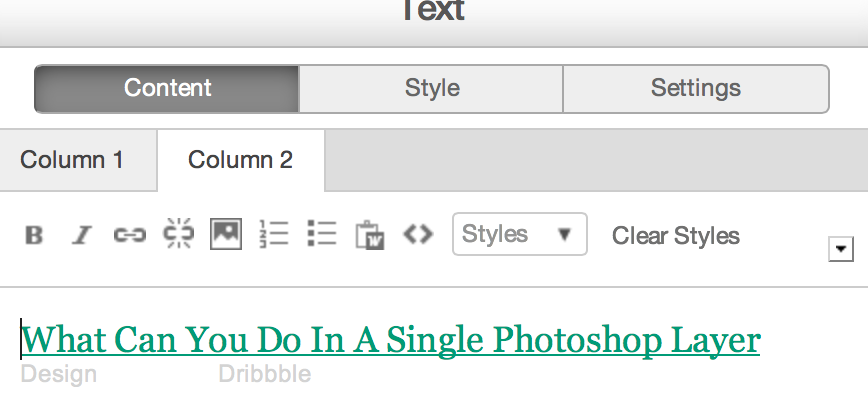 Text
Content Style Settings
Column 1 Column 2
B I Styles Clear Styles
What Can You Do In A Single Photoshop Layer
Design Dribbble